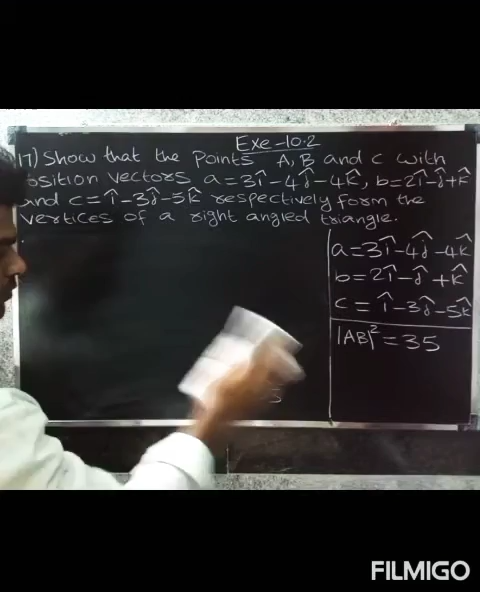 Exe-10.2
17) Show that the Points A, B and C with
osition vectors a=3î-4ĵ-4k̂, b=2î-ĵ+k̂
and c=î-3ĵ-5k̂ respectively form the
vertices of a right angled triangle.
a=3î-4ĵ-4k̂
b=2î-ĵ+k̂
c=î-3ĵ-5k̂
|AB|²=35
FILMIGO